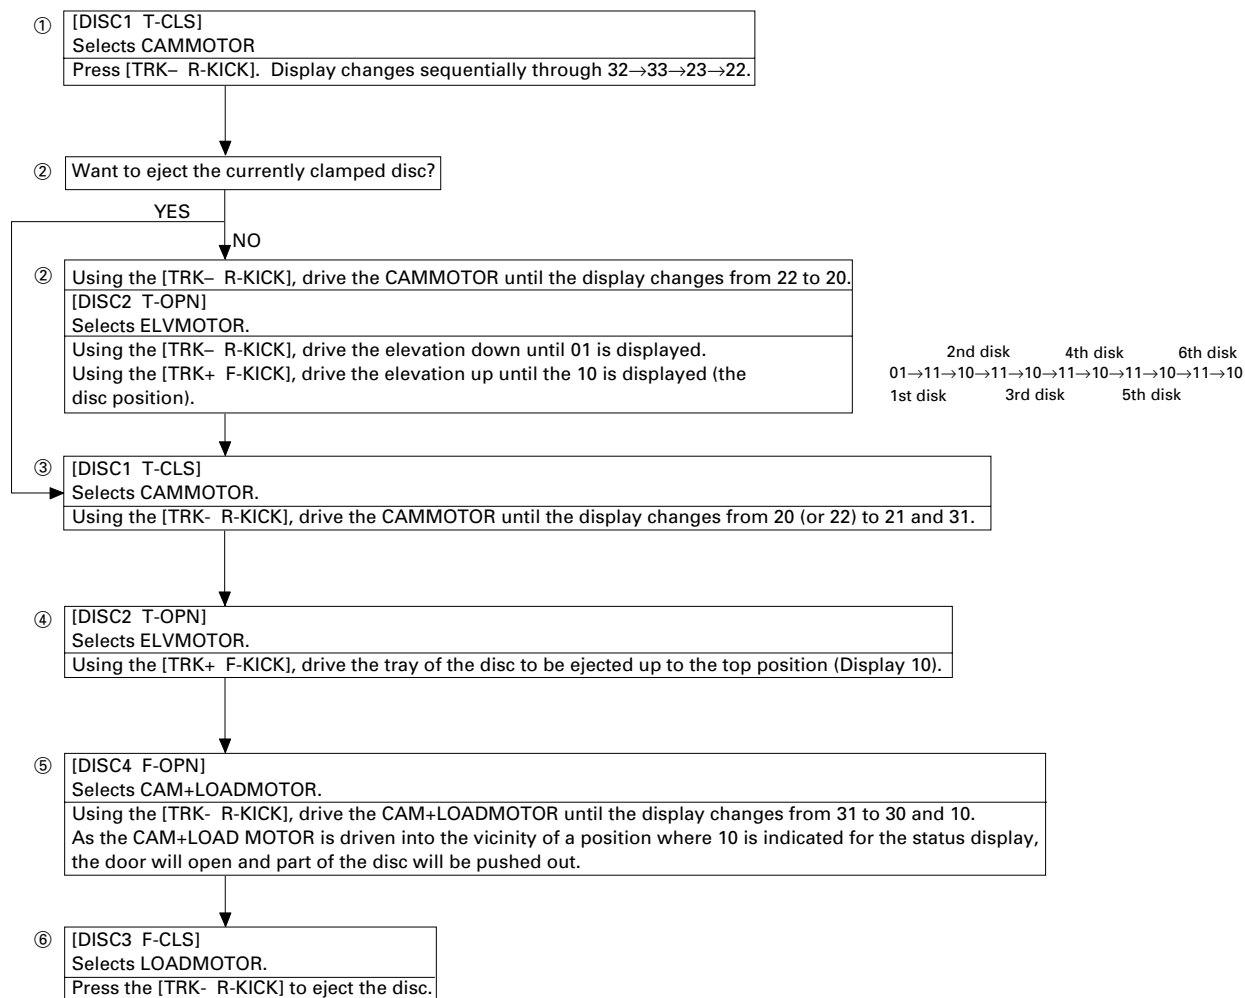 ① [DISC1 T-CLS]
Selects CAMMOTOR
Press [TRK– R-KICK]. Display changes sequentially through 32→33→23→22.
② Want to eject the currently clamped disc?
YES
NO
② Using the [TRK– R-KICK], drive the CAMMOTOR until the display changes from 22 to 20.
[DISC2 T-OPN]
Selects ELVMOTOR.
Using the [TRK– R-KICK], drive the elevation down until 01 is displayed.
Using the [TRK+ F-KICK], drive the elevation up until the 10 is displayed (the
disc position).
2nd disk 4th disk 6th disk
01→11→10→11→10→11→10→11→10→11→10
1st disk 3rd disk 5th disk
③ [DISC1 T-CLS]
Selects CAMMOTOR.
Using the [TRK- R-KICK], drive the CAMMOTOR until the display changes from 20 (or 22) to 21 and 31.
④ [DISC2 T-OPN]
Selects ELVMOTOR.
Using the [TRK+ F-KICK], drive the tray of the disc to be ejected up to the top position (Display 10).
⑤ [DISC4 F-OPN]
Selects CAM+LOADMOTOR.
Using the [TRK- R-KICK], drive the CAM+LOADMOTOR until the display changes from 31 to 30 and 10.
As the CAM+LOAD MOTOR is driven into the vicinity of a position where 10 is indicated for the status display,
the door will open and part of the disc will be pushed out.
⑥ [DISC3 F-CLS]
Selects LOADMOTOR.
Press the [TRK- R-KICK] to eject the disc.